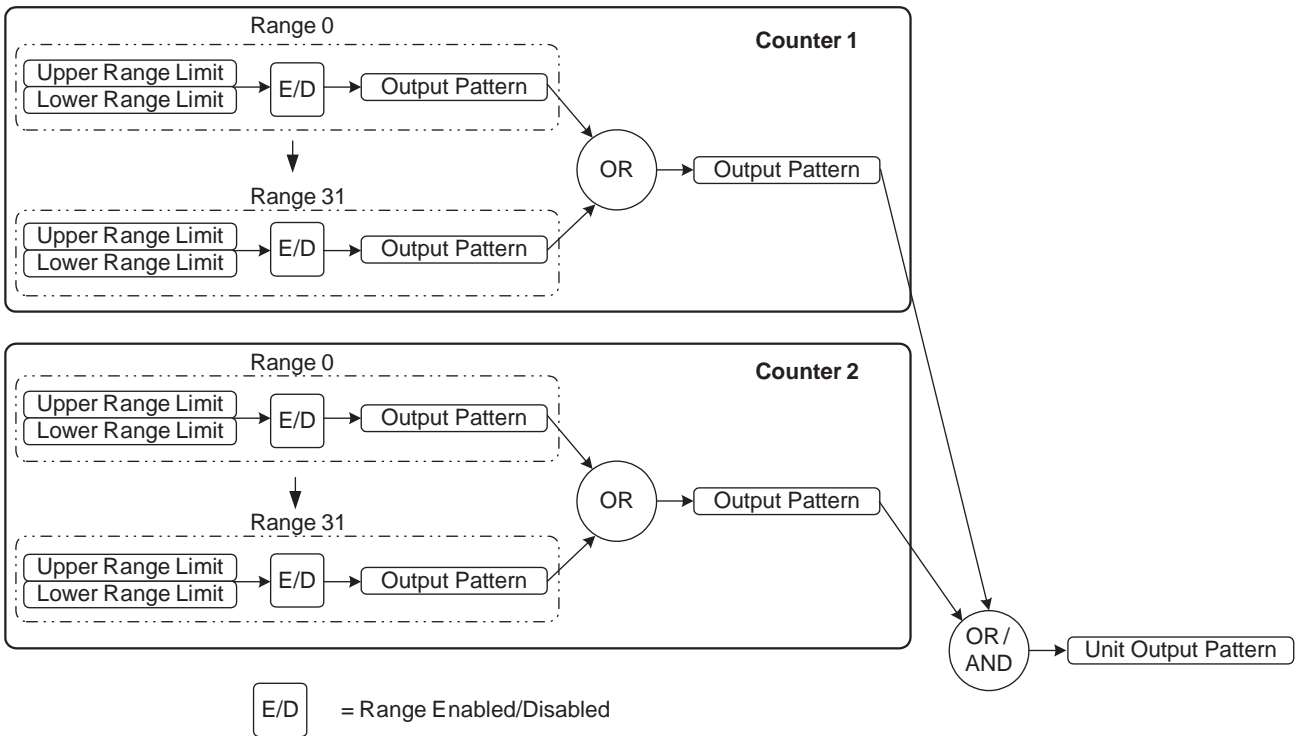 Range 0
Counter 1
Upper Range Limit
Lower Range Limit
E/D
Output Pattern
OR
Output Pattern
Range 31
Upper Range Limit
Lower Range Limit
E/D
Output Pattern
Range 0
Counter 2
Upper Range Limit
Lower Range Limit
E/D
Output Pattern
OR
Output Pattern
Range 31
Upper Range Limit
Lower Range Limit
E/D
Output Pattern
OR /
AND
Unit Output Pattern
E/D
= Range Enabled/Disabled